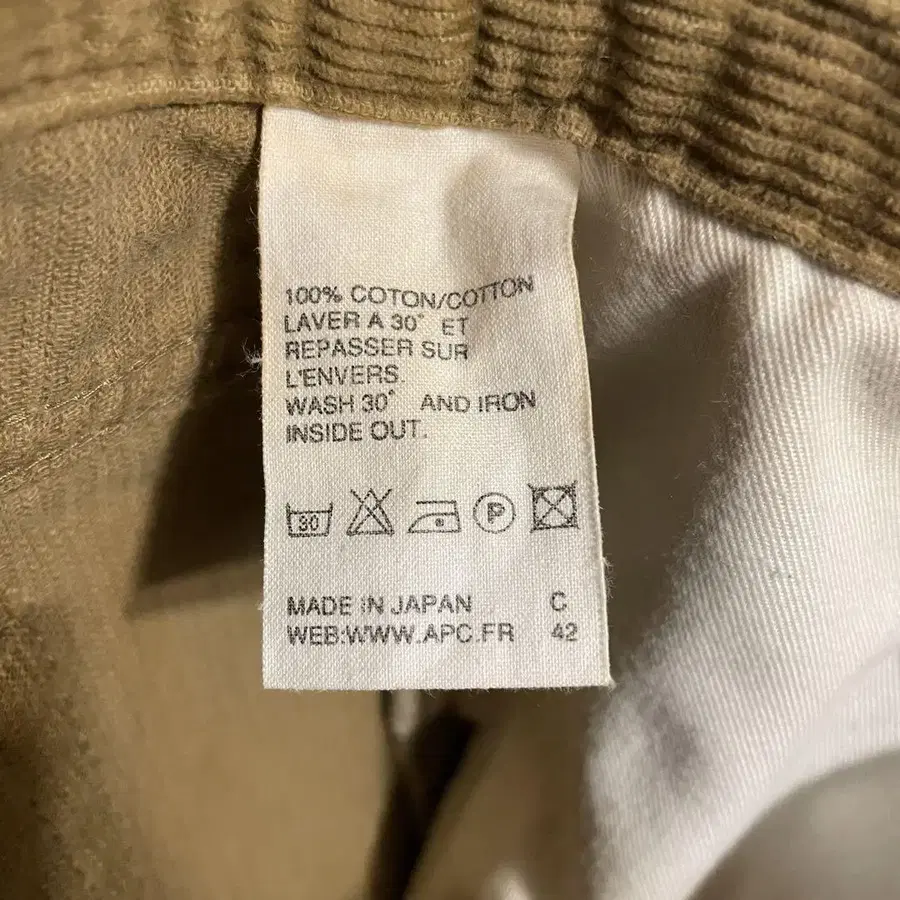 100% COTON/COTTON
LAVER A 30° ET
REPASSER SUR
L'ENVERS.
WASH 30° AND IRON
INSIDE OUT.
30 P
MADE IN JAPAN C
WEB:WWW.APC.FR 42